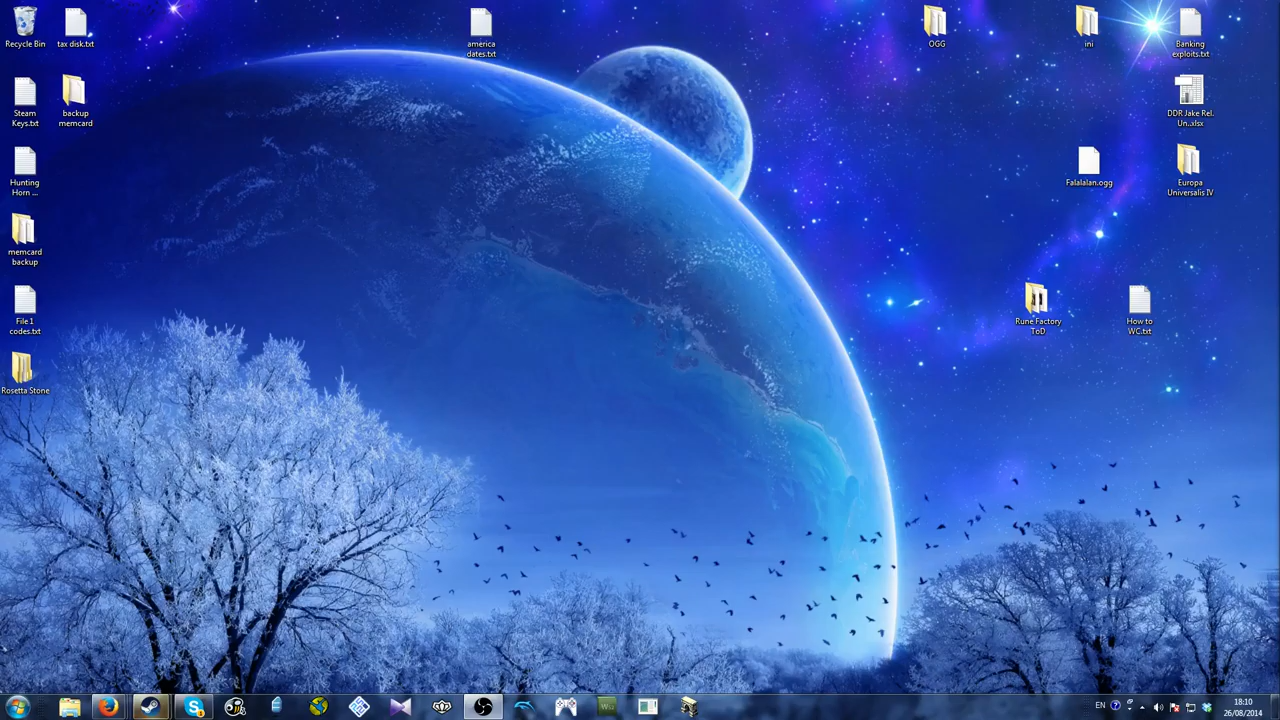 Recycle Bin
tax disk.txt
america
dates.txt
OGG
ini
Banking
exploits.txt
Steam
Keys.txt
backup
memcard
DDR Jake Rel.
Un...xlsx
Hunting
Horn ...
Falalalan.ogg
Europa
Universalis IV
memcard
backup
File 1
codes.txt
Rune Factory
ToD
How to
WC.txt
Rosetta Stone
EN
18:10
26/08/2014